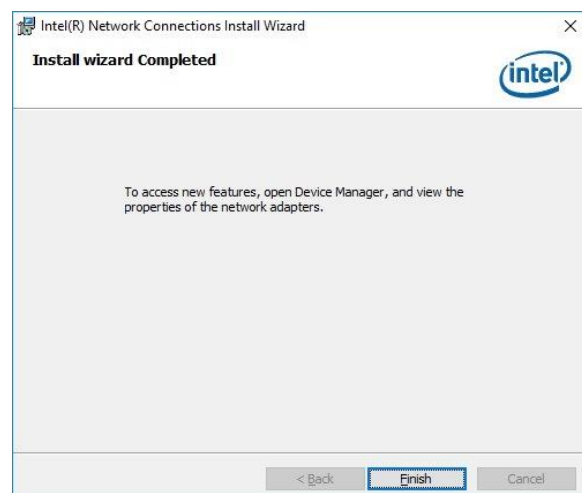 Intel(R) Network Connections Install Wizard
Install wizard Completed
intel
To access new features, open Device Manager, and view the
properties of the network adapters.
< Back
Finish
Cancel